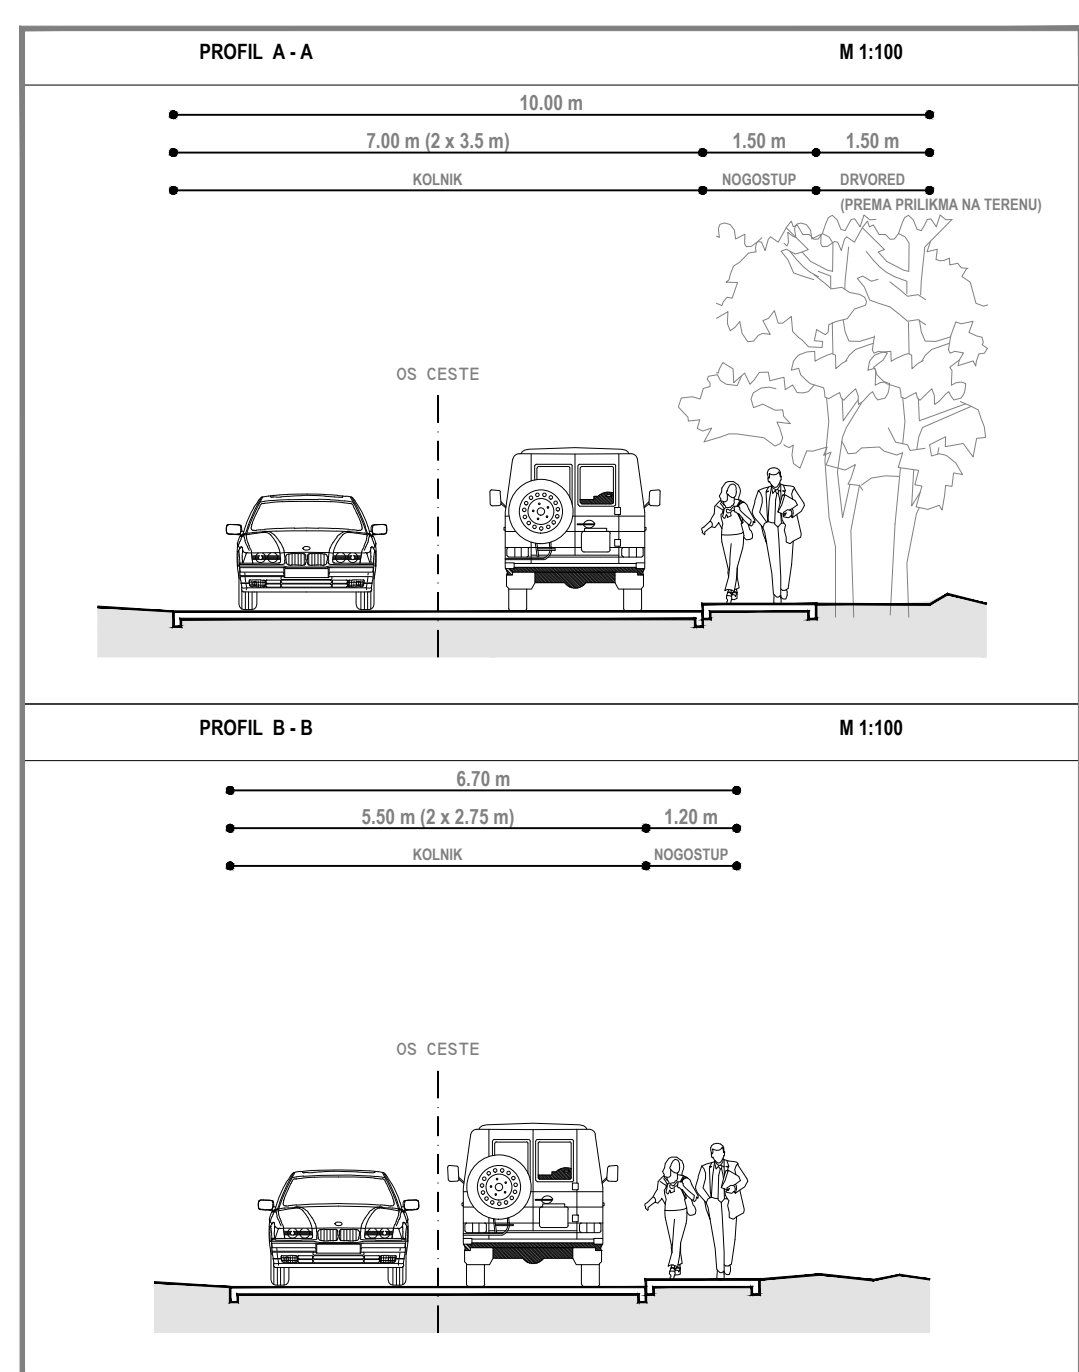 PROFIL A - A M 1:100
10.00 m
7.00 m (2 x 3.5 m) 1.50 m 1.50 m
KOLNIK NOGOSTUP DRVORED
(PREMA PRILIKMA NA TERENU)
OS CESTE
PROFIL B - B M 1:100
6.70 m
5.50 m (2 x 2.75 m) 1.20 m
KOLNIK NOGOSTUP
OS CESTE